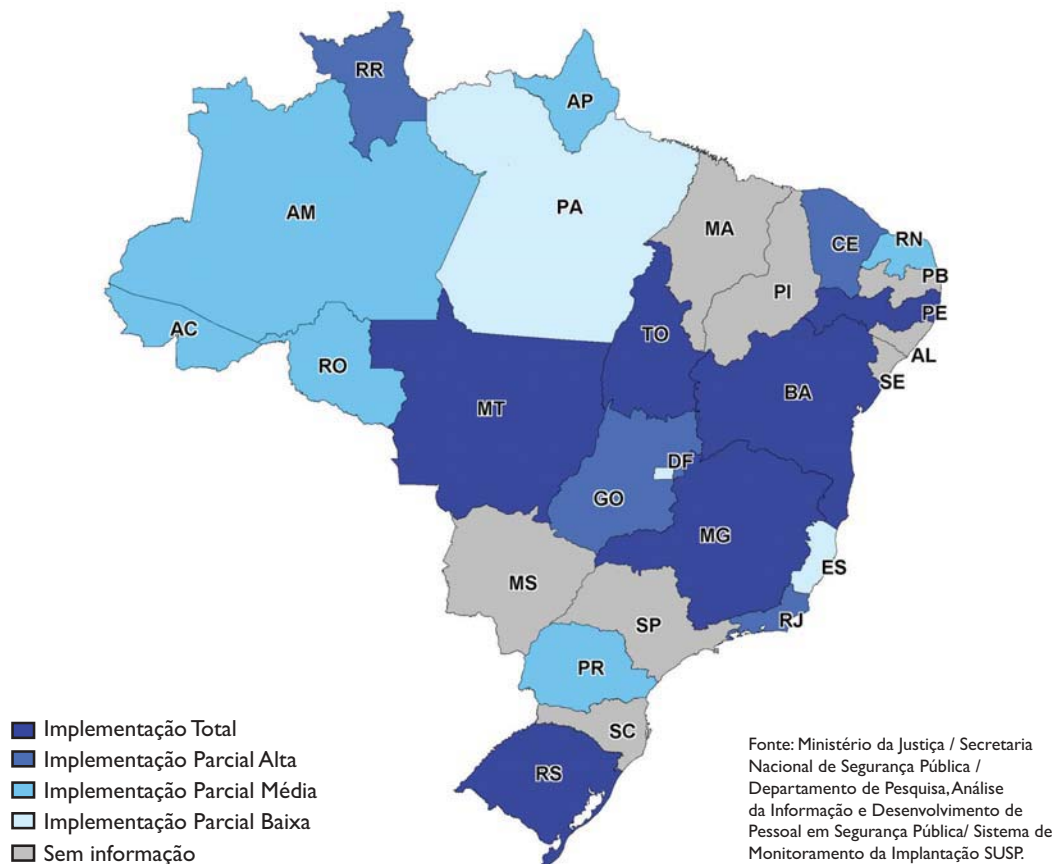 RR
AP
AM
PA
MA
CE
RN
PB
PI
PE
AC
TO
AL
RO
SE
BA
MT
DF
GO
MG
MS
ES
SP
RJ
PR
SC
RS
Implementação Total
Implementação Parcial Alta
Implementação Parcial Média
Implementação Parcial Baixa
Sem informação
Fonte: Ministério da Justiça / Secretaria
Nacional de Segurança Pública /
Departamento de Pesquisa, Análise
da Informação e Desenvolvimento de
Pessoal em Segurança Pública/ Sistema de
Monitoramento da Implantação SUSP.